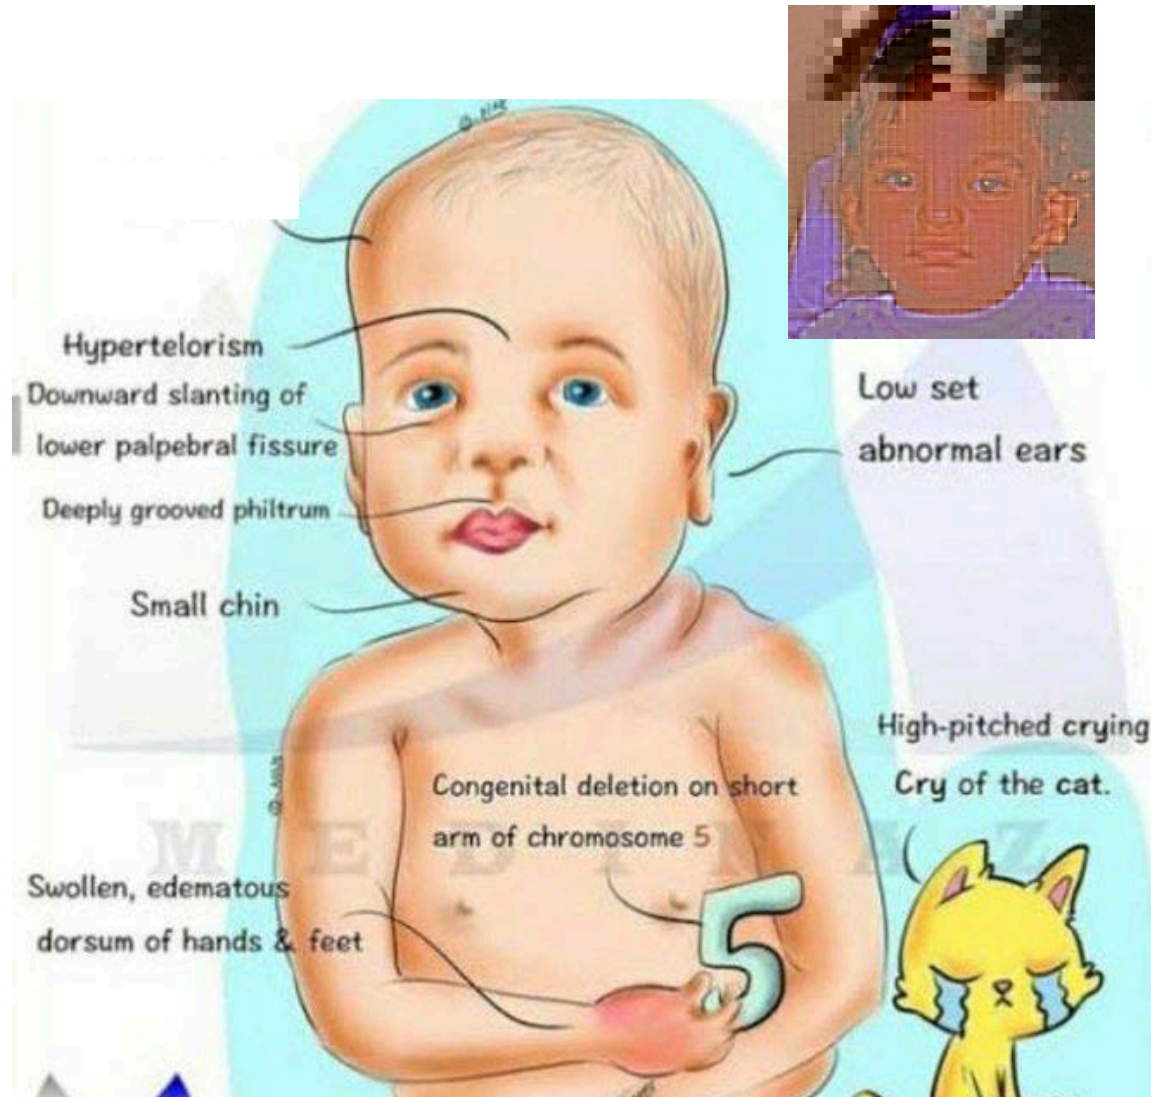 Hypertelorism
Downward slanting of
lower palpebral fissure
Deeply grooved philtrum
Small chin
Low set
abnormal ears
High-pitched crying
Cry of the cat.
Congenital deletion on short
arm of chromosome 5
MEDINAZ
Swollen, edematous
dorsum of hands & feet
5